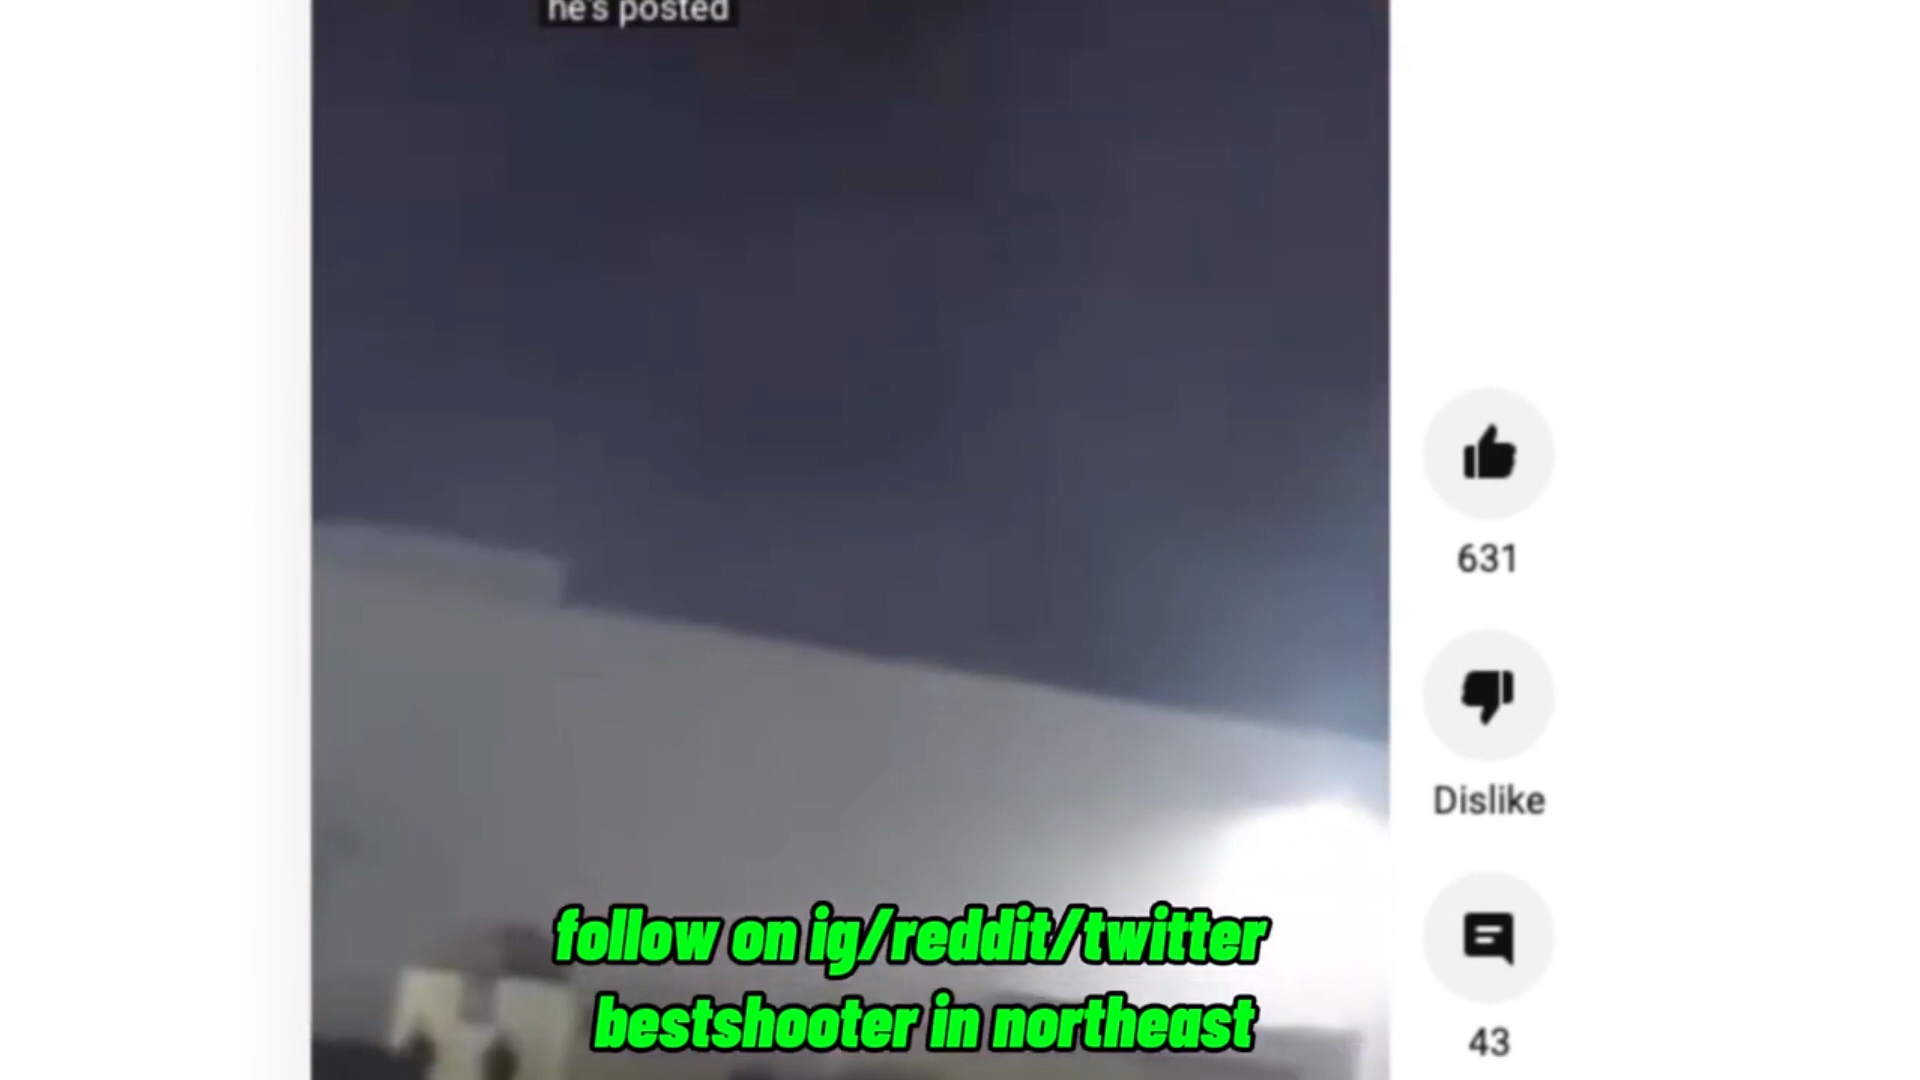 he's posted
631
Dislike
follow on ig/reddit/twitter
bestshooter in northeast
43